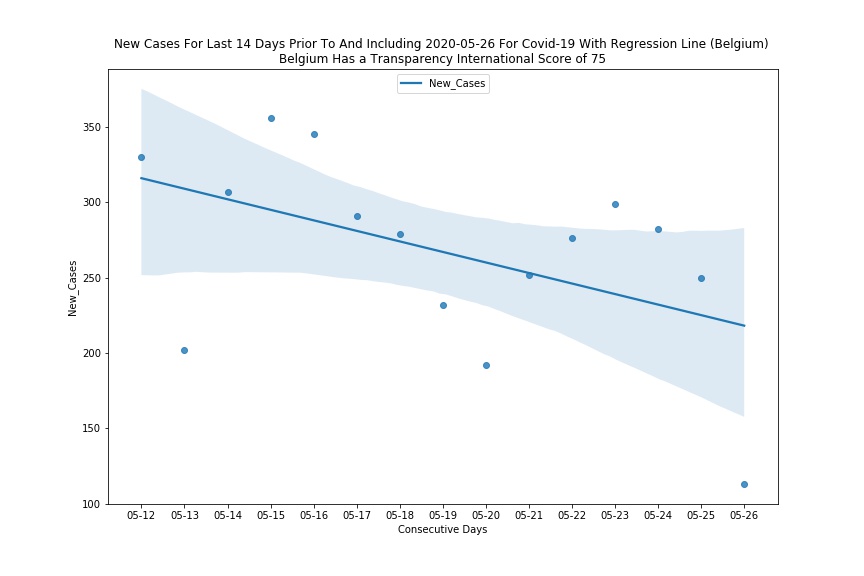 New Cases For Last 14 Days Prior To And Including 2020-05-26 For Covid-19 With Regression Line (Belgium)
Belgium Has a Transparency International Score of 75
New_Cases
350
300
250
200
150
100
New_Cases
05-12 05-13 05-14 05-15 05-16 05-17 05-18 05-19 05-20 05-21 05-22 05-23 05-24 05-25 05-26
Consecutive Days